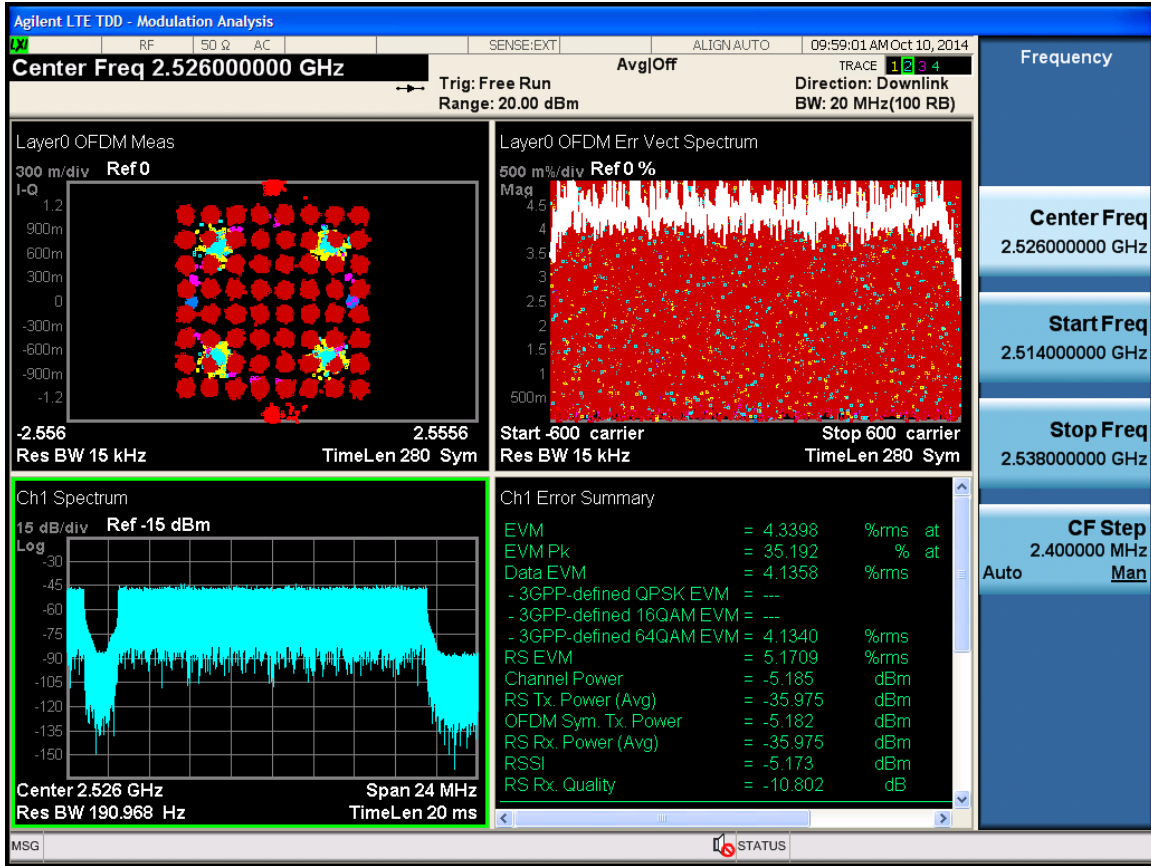 Agilent LTE TDD - Modulation Analysis
LXI RF 50 Ω AC SENSE:EXT ALIGN AUTO 09:59:01 AM Oct 10, 2014
Center Freq 2.526000000 GHz
Avg|Off
TRACE 1 2 3 4
Trig: Free Run
Direction: Downlink
Range: 20.00 dBm
BW: 20 MHz(100 RB)
Layer0 OFDM Meas
300 m/div Ref 0
I-Q
1.2
900m
600m
300m
0
-300m
-600m
-900m
-1.2
-2.556 2.5556
Res BW 15 kHz TimeLen 280 Sym
Layer0 OFDM Err Vect Spectrum
500 m%/div Ref 0 %
Mag
4.5
4
3.5
3
2.5
2
1.5
1
500m
Start -600 carrier Stop 600 carrier
Res BW 15 kHz TimeLen 280 Sym
Ch1 Spectrum
15 dB/div Ref -15 dBm
Log
-30
-45
-60
-75
-90
-105
-120
-135
-150
Center 2.526 GHz Span 24 MHz
Res BW 190.968 Hz TimeLen 20 ms
Ch1 Error Summary
EVM = 4.3398 %rms at
EVM Pk = 35.192 % at
Data EVM = 4.1358 %rms
- 3GPP-defined QPSK EVM = ---
- 3GPP-defined 16QAM EVM = ---
- 3GPP-defined 64QAM EVM = 4.1340 %rms
RS EVM = 5.1709 %rms
Channel Power = -5.185 dBm
RS Tx. Power (Avg) = -35.975 dBm
OFDM Sym. Tx. Power = -5.182 dBm
RS Rx. Power (Avg) = -35.975 dBm
RSSI = -5.173 dBm
RS Rx. Quality = -10.802 dB
Frequency
Center Freq
2.526000000 GHz
Start Freq
2.514000000 GHz
Stop Freq
2.538000000 GHz
CF Step
2.400000 MHz
Auto Man
MSG STATUS